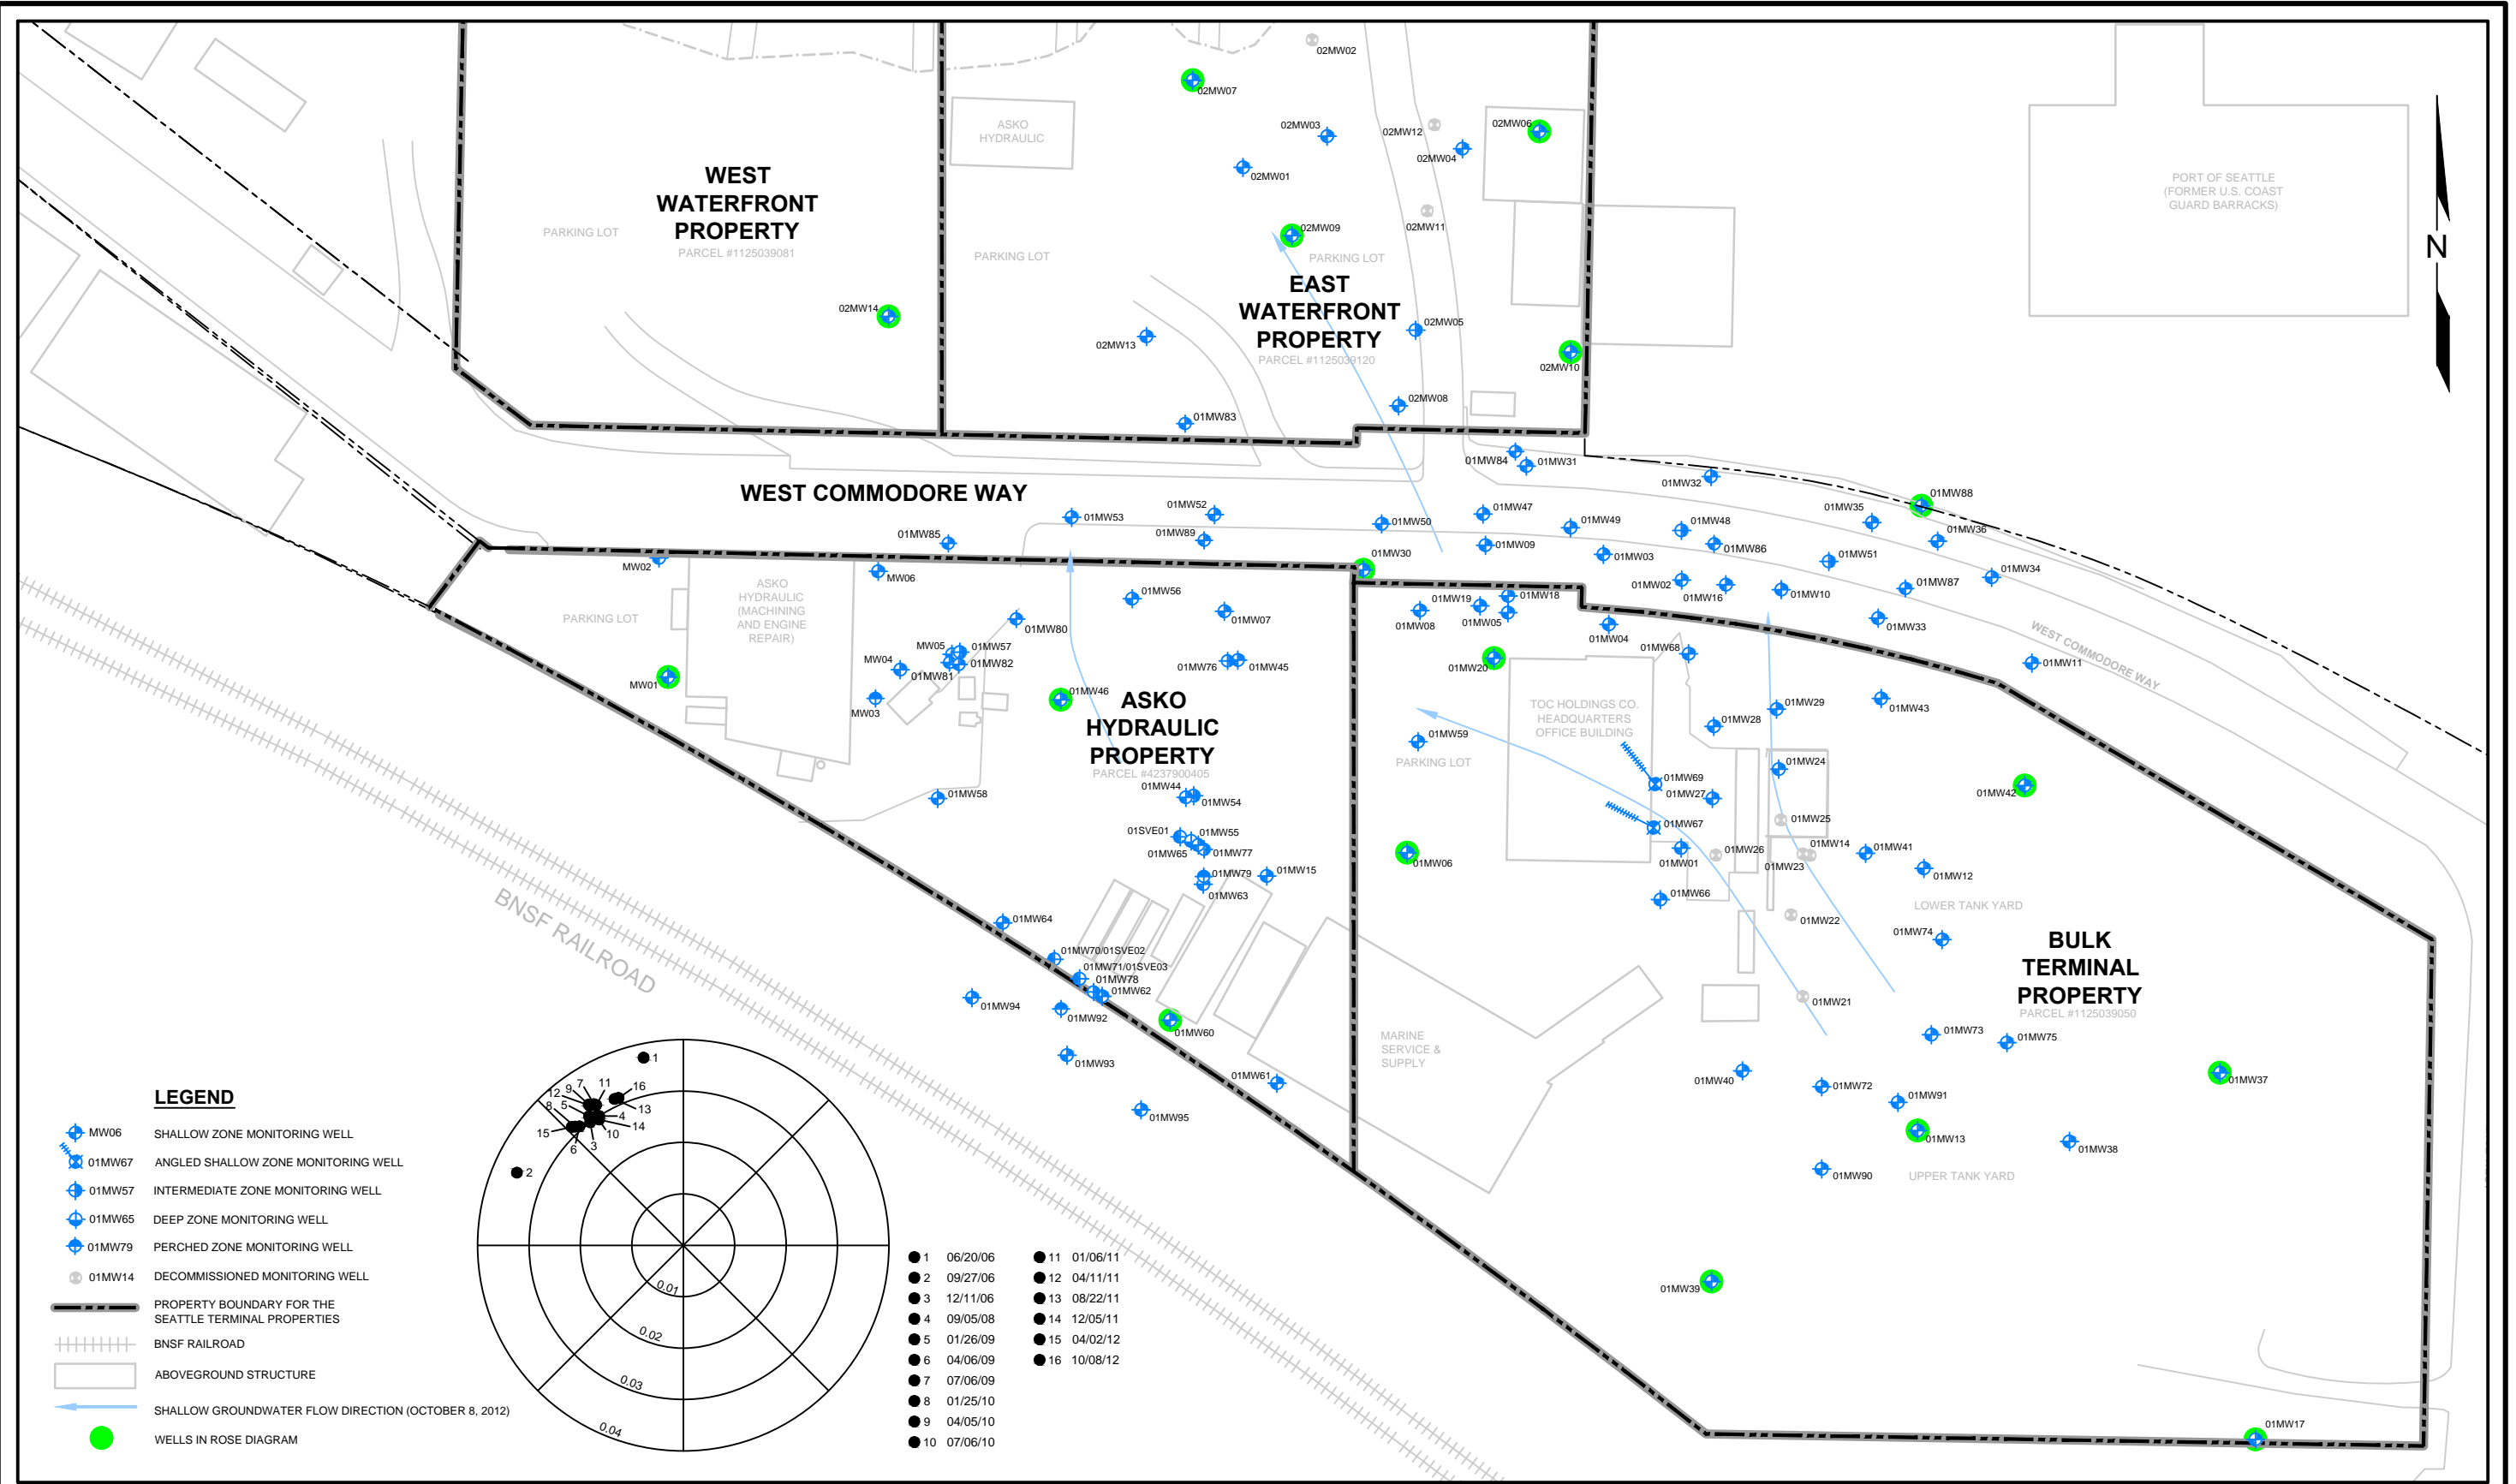 02MW02
02MW07
ASKO
HYDRAULIC
02MW03
02MW12
02MW06
02MW04
02MW01
WEST
WATERFRONT
PROPERTY
PARCEL #1125039081
PARKING LOT
PORT OF SEATTLE
(FORMER U.S. COAST
GUARD BARRACKS)
02MW09
02MW11
N
PARKING LOT
PARKING LOT
EAST
WATERFRONT
PROPERTY
PARCEL #1125039120
02MW14
02MW13
02MW05
02MW10
02MW08
01MW83
01MW84
01MW31
01MW32
WEST COMMODORE WAY
01MW88
01MW52
01MW53
01MW50
01MW47
01MW49
01MW48
01MW35
01MW36
01MW85
01MW89
01MW09
01MW03
01MW86
01MW51
MW02
MW06
01MW30
01MW34
ASKO
HYDRAULIC
(MACHINING
AND ENGINE
REPAIR)
PARKING LOT
01MW02
01MW16
01MW10
01MW87
01MW56
01MW07
01MW19
01MW18
01MW08
01MW05
01MW04
01MW33
WEST COMMODORE WAY
01MW80
MW05
01MW57
MW04
01MW82
01MW81
01MW76
01MW45
01MW20
01MW68
01MW11
MW01
MW03
01MW46
ASKO
HYDRAULIC
PROPERTY
PARCEL #4237900405
TOC HOLDINGS CO.
HEADQUARTERS
OFFICE BUILDING
01MW29
01MW43
01MW28
01MW59
PARKING LOT
01MW24
01MW69
01MW27
01MW42
01MW44
01MW54
01MW58
01MW25
01SVE01
01MW55
01MW67
01MW65
01MW77
01MW06
01MW01
01MW26
01MW14
01MW23
01MW41
01MW12
01MW79
01MW15
01MW63
01MW66
BNSF RAILROAD
LOWER TANK YARD
01MW64
01MW22
01MW74
BULK
TERMINAL
PROPERTY
PARCEL #1125039050
01MW70/01SVE02
01MW71/01SVE03
01MW78
01MW62
01MW94
01MW92
01MW21
01MW60
01MW73
01MW75
MARINE
SERVICE &
SUPPLY
01MW93
01MW61
01MW40
01MW72
01MW37
01MW91
01MW95
01MW13
01MW38
01MW90
UPPER TANK YARD
01MW39
01MW17
LEGEND
MW06 SHALLOW ZONE MONITORING WELL
01MW67 ANGLED SHALLOW ZONE MONITORING WELL
01MW57 INTERMEDIATE ZONE MONITORING WELL
01MW65 DEEP ZONE MONITORING WELL
01MW79 PERCHED ZONE MONITORING WELL
01MW14 DECOMMISSIONED MONITORING WELL
PROPERTY BOUNDARY FOR THE
SEATTLE TERMINAL PROPERTIES
BNSF RAILROAD
ABOVEGROUND STRUCTURE
SHALLOW GROUNDWATER FLOW DIRECTION (OCTOBER 8, 2012)
WELLS IN ROSE DIAGRAM
1
7
11
9
16
12
5
8
13
4
14
15
10
6
3
2
0.01
0.02
0.03
0.04
1 06/20/06
2 09/27/06
3 12/11/06
4 09/05/08
5 01/26/09
6 04/06/09
7 07/06/09
8 01/25/10
9 04/05/10
10 07/06/10
11 01/06/11
12 04/11/11
13 08/22/11
14 12/05/11
15 04/02/12
16 10/08/12